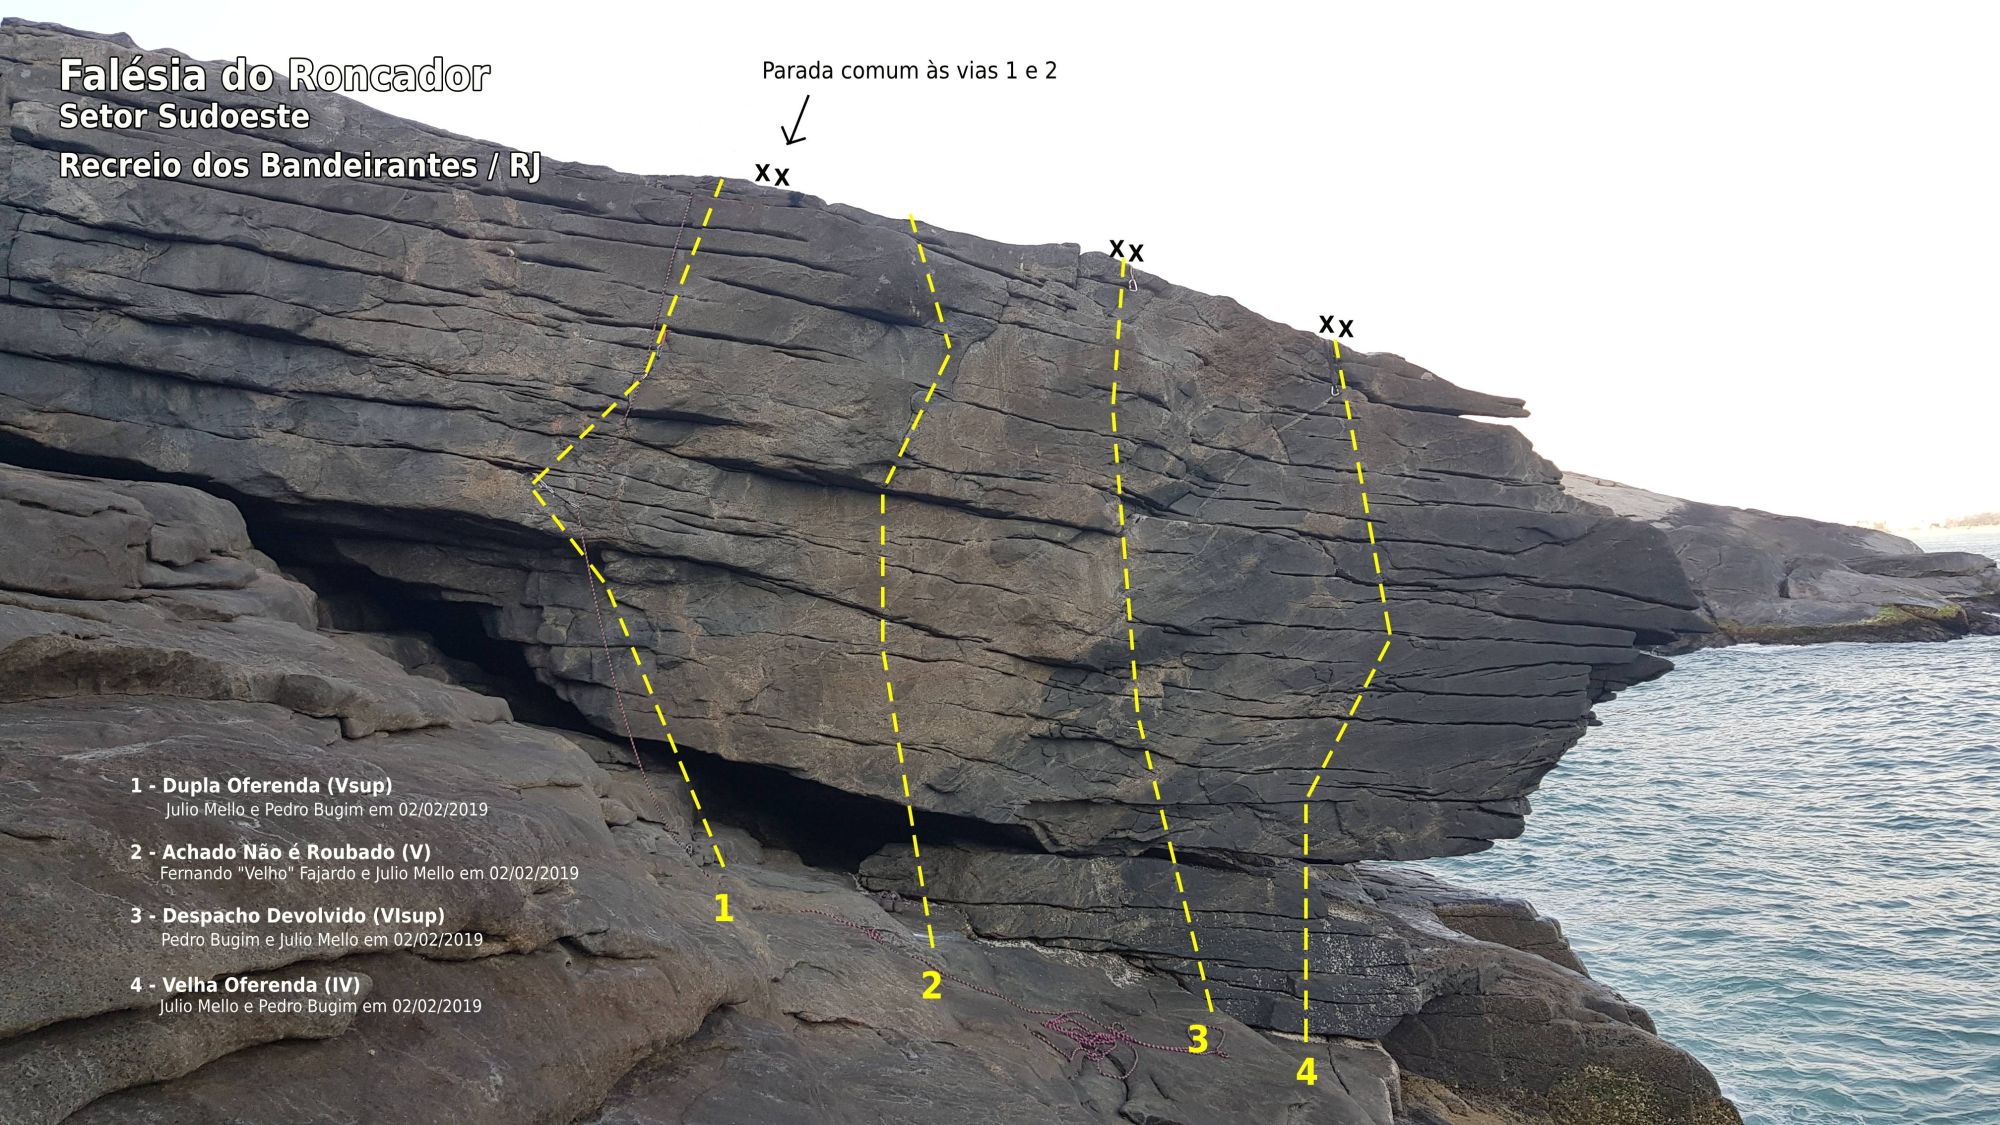 Falésia do Roncador
Setor Sudoeste
Recreio dos Bandeirantes / RJ
Parada comum às vias 1 e 2
x x
x x
x x
1 - Dupla Oferenda (Vsup)
Julio Mello e Pedro Bugim em 02/02/2019
2 - Achado Não é Roubado (V)
Fernando "Velho" Fajardo e Julio Mello em 02/02/2019
3 - Despacho Devolvido (VIsup)
Pedro Bugim e Julio Mello em 02/02/2019
4 - Velha Oferenda (IV)
Julio Mello e Pedro Bugim em 02/02/2019
1
2
3
4